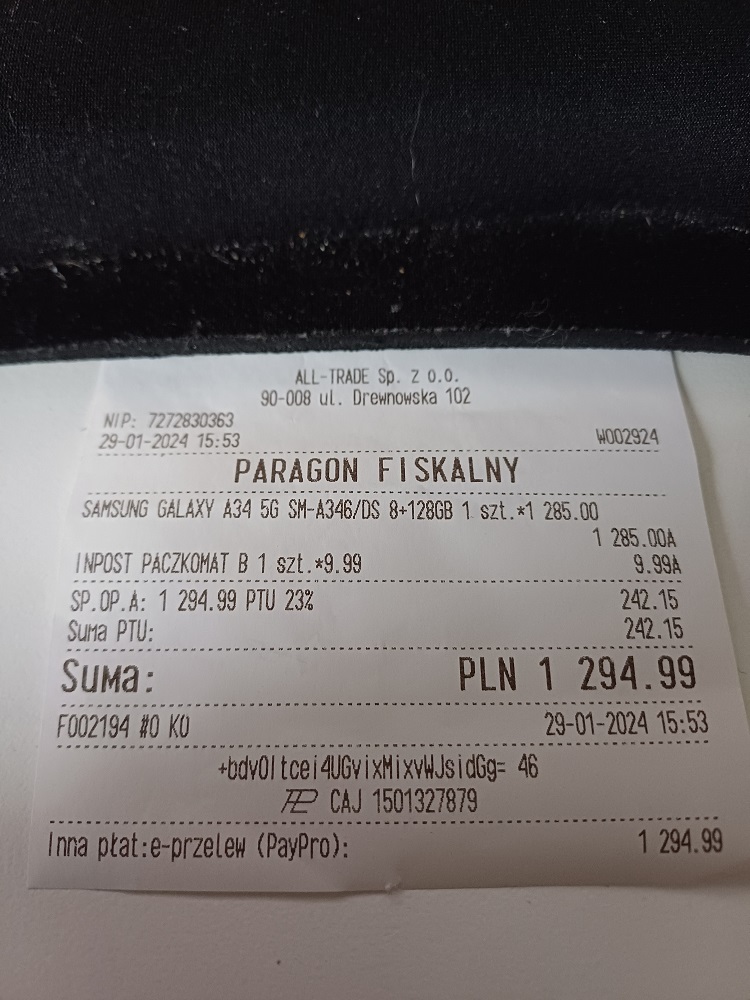 ALL-TRADE Sp. z o.o.
90-008 ul. Drewnowska 102
NIP: 7272830363
29-01-2024 15:53 W002924
PARAGON FISKALNY
SAMSUNG GALAXY A34 5G SM-A346/DS 8+128GB 1 szt.*1 285.00
1 285.00A
INPOST PACZKOMAT B 1 szt.*9.99 9.99A
SP.OP.A: 1 294.99 PTU 23% 242.15
Suma PTU: 242.15
Suma: PLN 1 294.99
F002194 #0 K0 29-01-2024 15:53
+bdv0ltcei4UGvixMixvWJsidGg= 46
CAJ 1501327879
Inna płat:e-przelew (PayPro): 1 294.99